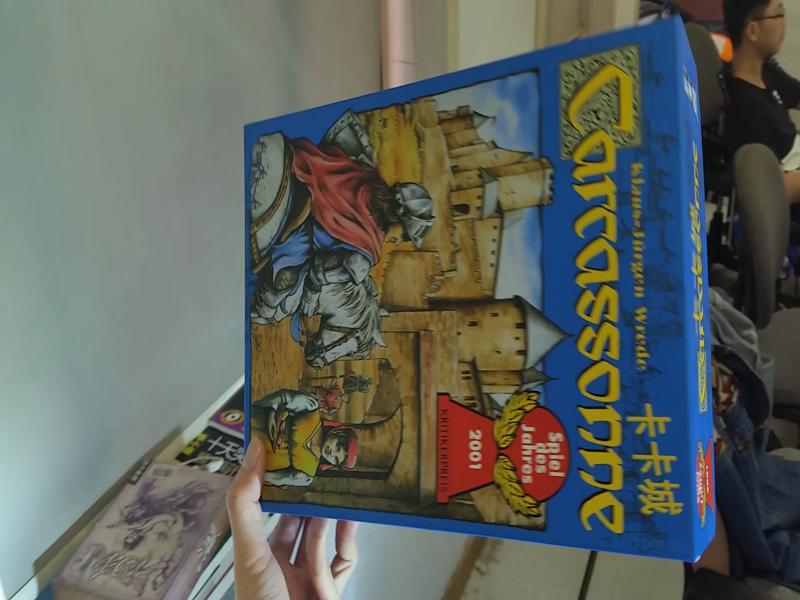 Klaus-Jürgen Wrede
卡卡城
Carcassonne
Spiel
des
Jahres
2001
KRITIKERPREIS